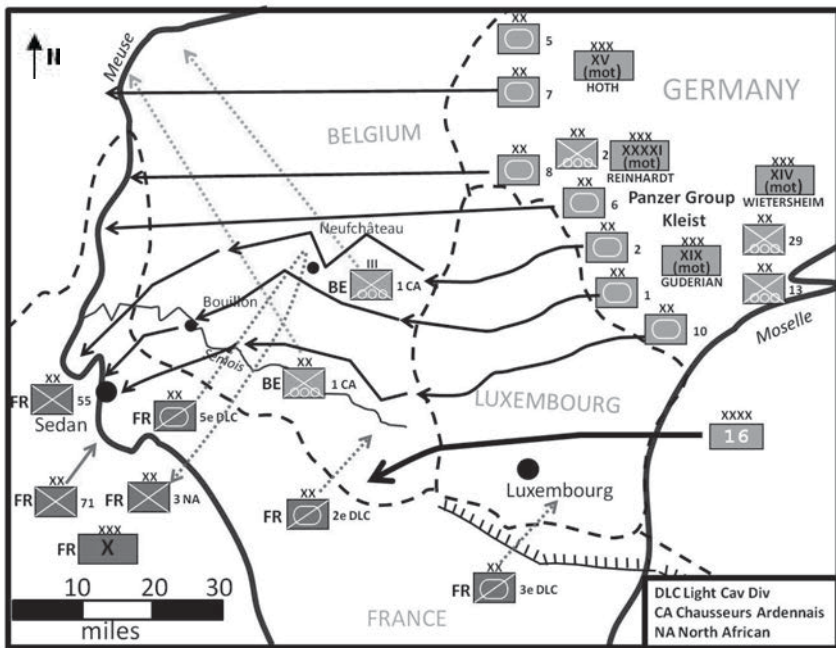 N
Meuse
XX
5
XXX
XV
(mot)
HOTH
GERMANY
XX
7
BELGIUM
XX
2
XXX
XXXXI
(mot)
REINHARDT
XX
8
XXX
XIV
(mot)
WIETERSHEIM
XX
6
Panzer Group
Kleist
Neufchâteau
XX
2
XXX
XIX
(mot)
GUDERIAN
XX
29
III
BE
1 CA
XX
1
XX
13
Bouillon
Moselle
XX
10
Semois
XX
BE
1 CA
XX
FR
55
Sedan
XX
FR
5e DLC
LUXEMBOURG
XXXX
16
Luxembourg
XX
FR
71
XX
FR
3 NA
XX
FR
2e DLC
XXX
FR
X
XX
FR
3e DLC
10 20 30
miles
FRANCE
DLC Light Cav Div
CA Chausseurs Ardennais
NA North African